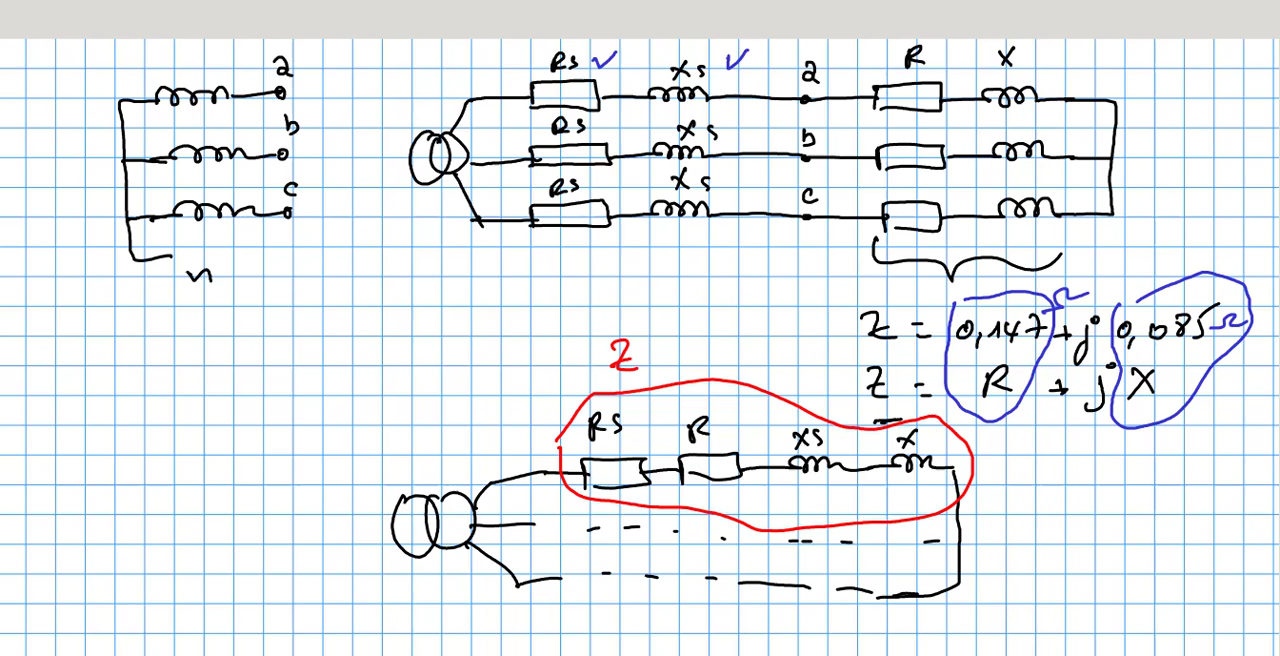 a
b
c
n
Rs ✓ Xs ✓ a R X
Rs Xs b
Rs Xs c
Z = 0,147 Ω + j 0,085 Ω
Z = R + j X
Z
Rs R Xs X